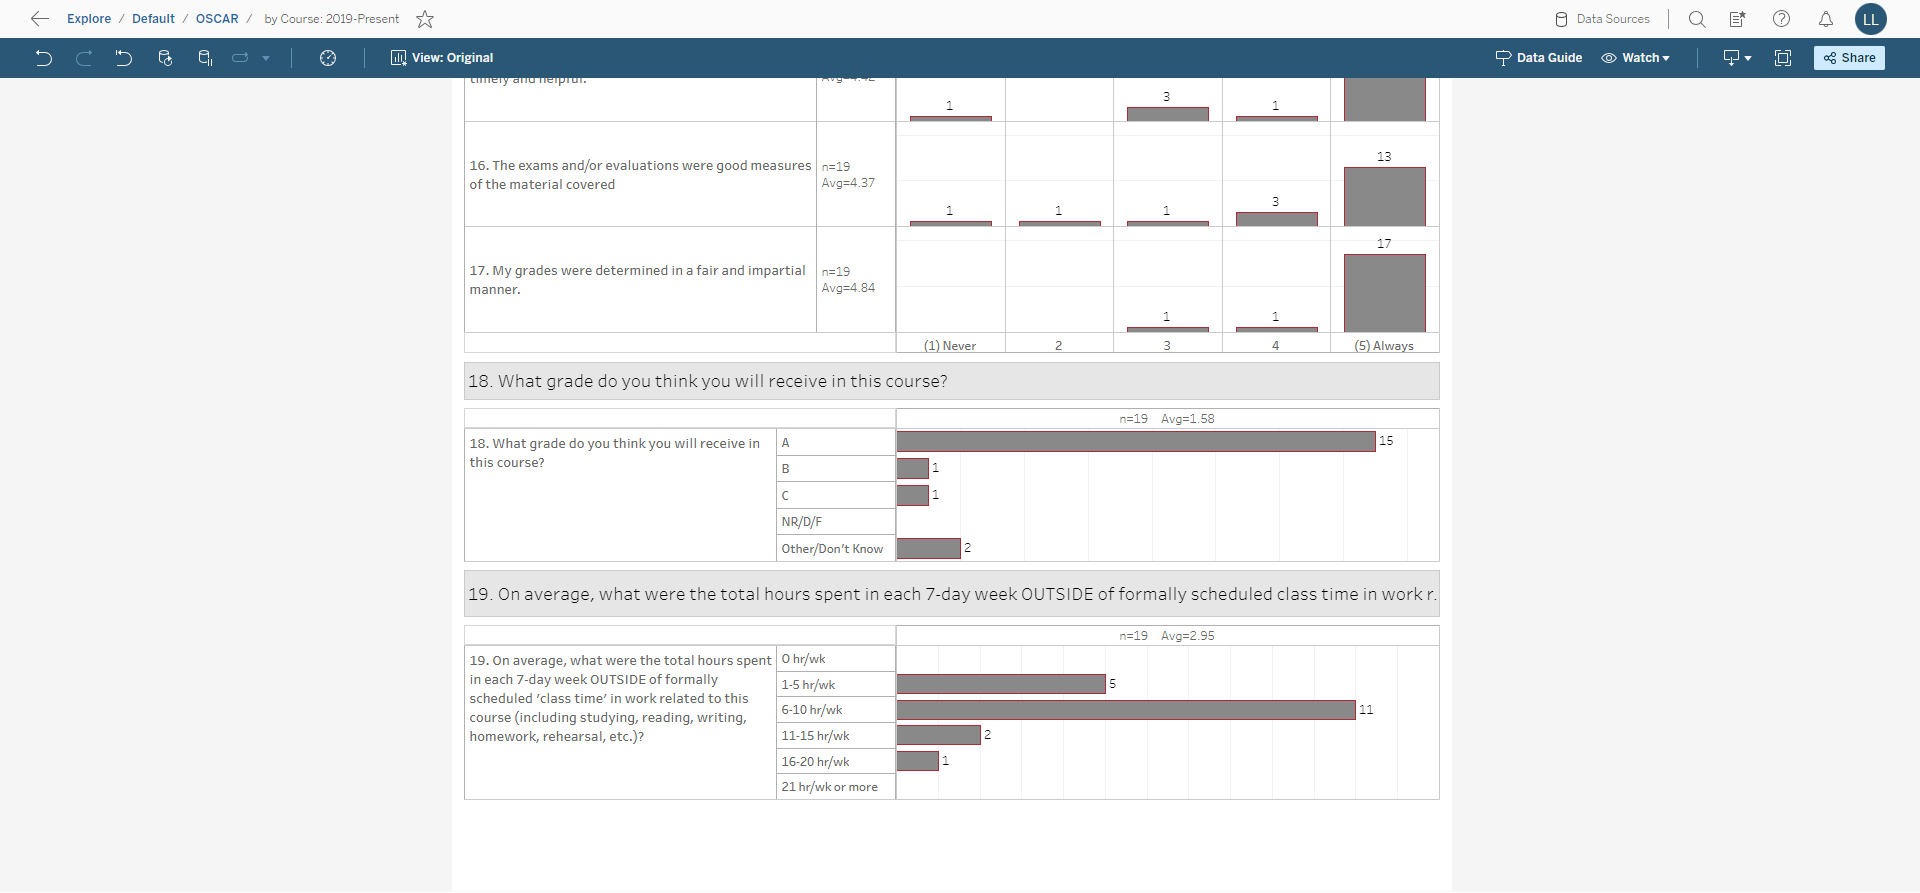 Explore / Default / OSCAR / by Course: 2019-Present
Data Sources
LL
View: Original
Data Guide
Watch
Share
timely and helpful.
Avg=4.42
1
3
1
16. The exams and/or evaluations were good measures
of the material covered
n=19
Avg=4.37
1
1
1
3
13
17. My grades were determined in a fair and impartial
manner.
n=19
Avg=4.84
1
1
17
(1) Never
2
3
4
(5) Always
18. What grade do you think you will receive in this course?
n=19 Avg=1.58
18. What grade do you think you will receive in
this course?
A
15
B
1
C
1
NR/D/F
Other/Don't Know
2
19. On average, what were the total hours spent in each 7-day week OUTSIDE of formally scheduled class time in work r.
n=19 Avg=2.95
19. On average, what were the total hours spent
in each 7-day week OUTSIDE of formally
scheduled 'class time' in work related to this
course (including studying, reading, writing,
homework, rehearsal, etc.)?
0 hr/wk
1-5 hr/wk
5
6-10 hr/wk
11
11-15 hr/wk
2
16-20 hr/wk
1
21 hr/wk or more